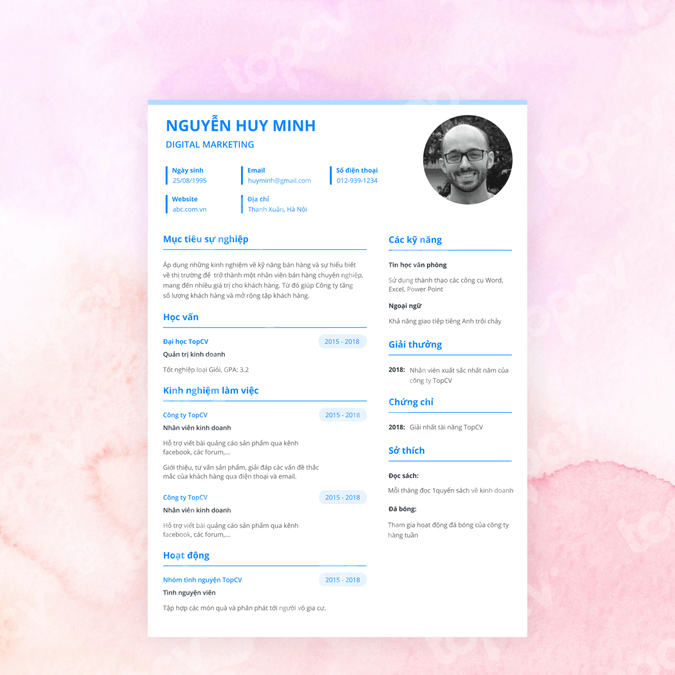 NGUYỄN HUY MINH
DIGITAL MARKETING
Ngày sinh
25/08/1995
Email
huyminh@gmail.com
Số điện thoại
012-939-1234
Website
abc.com.vn
Địa chỉ
Thanh Xuân, Hà Nội
Mục tiêu sự nghiệp
Áp dụng những kinh nghiệm về kỹ năng bán hàng và sự hiểu biết
về thị trường để trở thành một nhân viên bán hàng chuyên nghiệp,
mang đến nhiều giá trị cho khách hàng. Từ đó giúp Công ty tăng
số lượng khách hàng và mở rộng tập khách hàng.
Học vấn
Đại học TopCV
2015 - 2018
Quản trị kinh doanh
Tốt nghiệp loại Giỏi, GPA: 3.2
Kinh nghiệm làm việc
Công ty TopCV
2015 - 2018
Nhân viên kinh doanh
Hỗ trợ viết bài quảng cáo sản phẩm qua kênh
facebook, các forum,...
Giới thiệu, tư vấn sản phẩm, giải đáp các vấn đề thắc
mắc của khách hàng qua điện thoại và email.
Công ty TopCV
2015 - 2018
Nhân viên kinh doanh
Hỗ trợ viết bài quảng cáo sản phẩm qua kênh
facebook, các forum,...
Hoạt động
Nhóm tình nguyện TopCV
2015 - 2018
Tình nguyện viên
Tập hợp các món quà và phân phát tới người vô gia cư.
Các kỹ năng
Tin học văn phòng
Sử dụng thành thạo các công cụ Word,
Excel, Power Point
Ngoại ngữ
Khả năng giao tiếp tiếng Anh trôi chảy
Giải thưởng
2018: Nhân viên xuất sắc nhất năm của
công ty TopCV
Chứng chỉ
2018: Giải nhất tài năng TopCV
Sở thích
Đọc sách:
Mỗi tháng đọc 1quyển sách về kinh doanh
Đá bóng:
Tham gia hoạt động đá bóng của công ty
hàng tuần
topcv